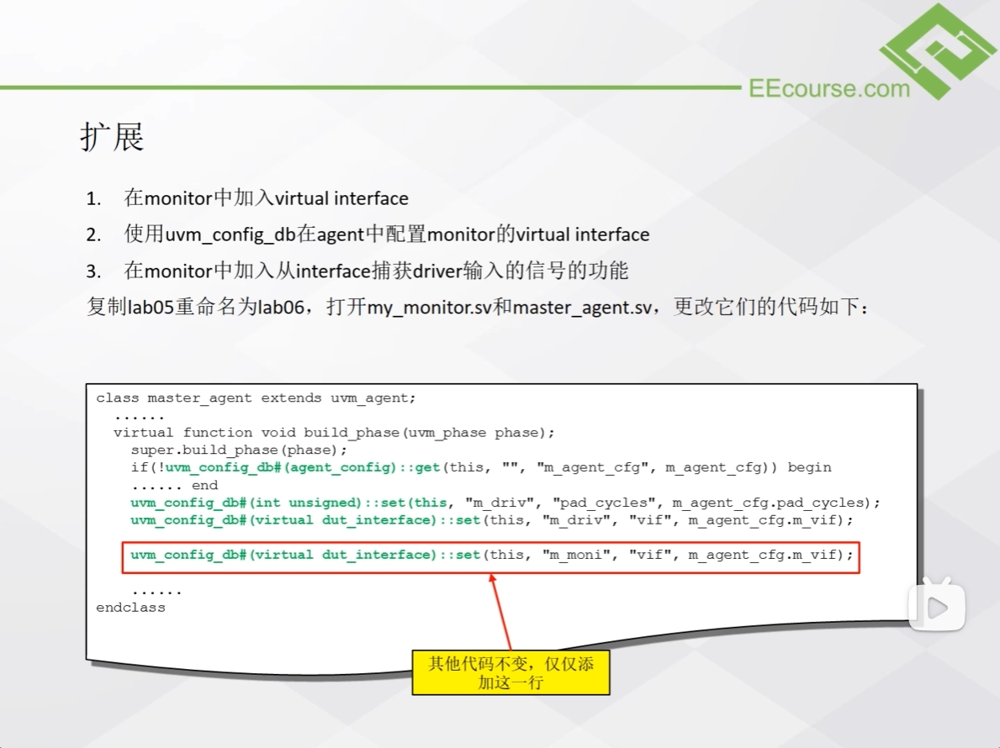 EEcourse.com
扩展
1. 在monitor中加入virtual interface
2. 使用uvm_config_db在agent中配置monitor的virtual interface
3. 在monitor中加入从interface捕获driver输入的信号的功能
复制lab05重命名为lab06，打开my_monitor.sv和master_agent.sv，更改它们的代码如下：
class master_agent extends uvm_agent;
......
virtual function void build_phase(uvm_phase phase);
super.build_phase(phase);
if(!uvm_config_db#(agent_config)::get(this, "", "m_agent_cfg", m_agent_cfg)) begin
...... end
uvm_config_db#(int unsigned)::set(this, "m_driv", "pad_cycles", m_agent_cfg.pad_cycles);
uvm_config_db#(virtual dut_interface)::set(this, "m_driv", "vif", m_agent_cfg.m_vif);
uvm_config_db#(virtual dut_interface)::set(this, "m_moni", "vif", m_agent_cfg.m_vif);
......
endclass
其他代码不变，仅仅添
加这一行